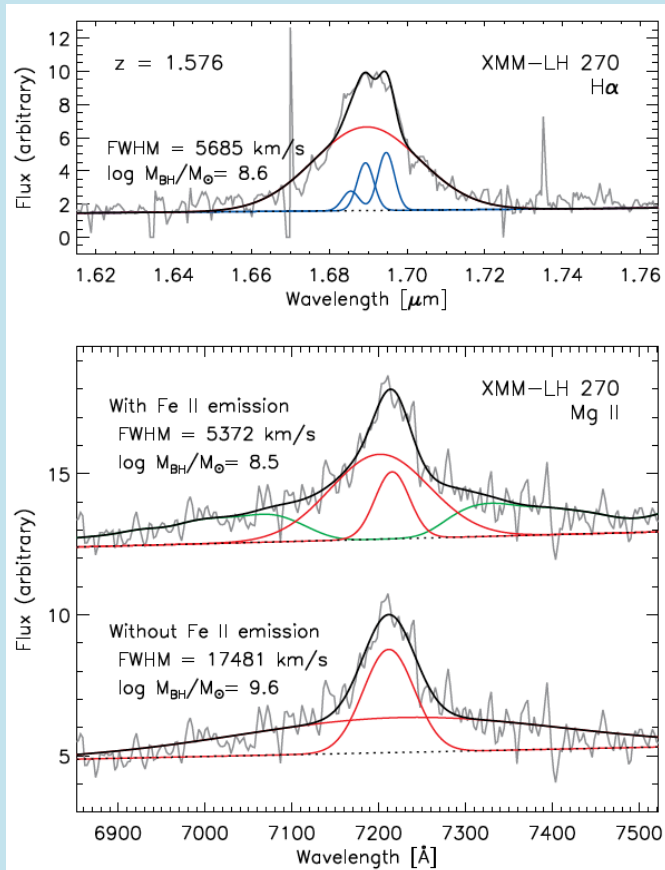 z = 1.576
XMM-LH 270
Hα
FWHM = 5685 km/s
log M_BH/M_⊙= 8.6
Flux (arbitrary)
12
10
8
6
4
2
0
1.62 1.64 1.66 1.68 1.70 1.72 1.74 1.76
Wavelength [μm]
XMM-LH 270
Mg II
With Fe II emission
FWHM = 5372 km/s
log M_BH/M_⊙= 8.5
Flux (arbitrary)
15
10
5
Without Fe II emission
FWHM = 17481 km/s
log M_BH/M_⊙= 9.6
6900 7000 7100 7200 7300 7400 7500
Wavelength [Å]